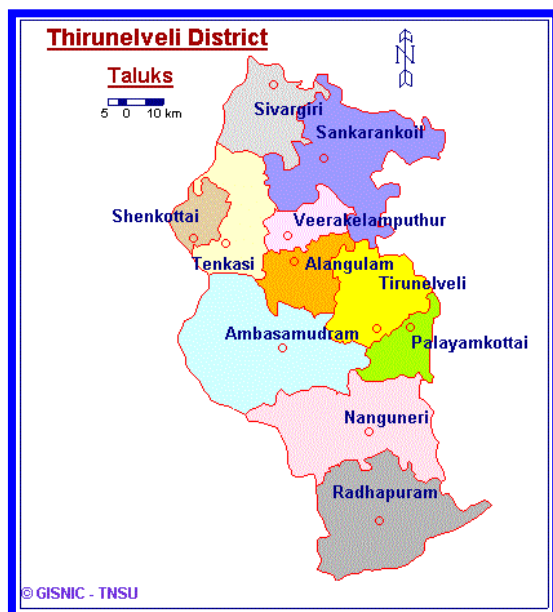 Thirunelveli District
N
Taluks
5 0 10 km
Sivargiri
Sankarankoil
Shenkottai
Veerakelamputhur
Tenkasi
Alangulam
Tirunelveli
Ambasamudram
Palayamkottai
Nanguneri
Radhapuram
© GISNIC - TNSU